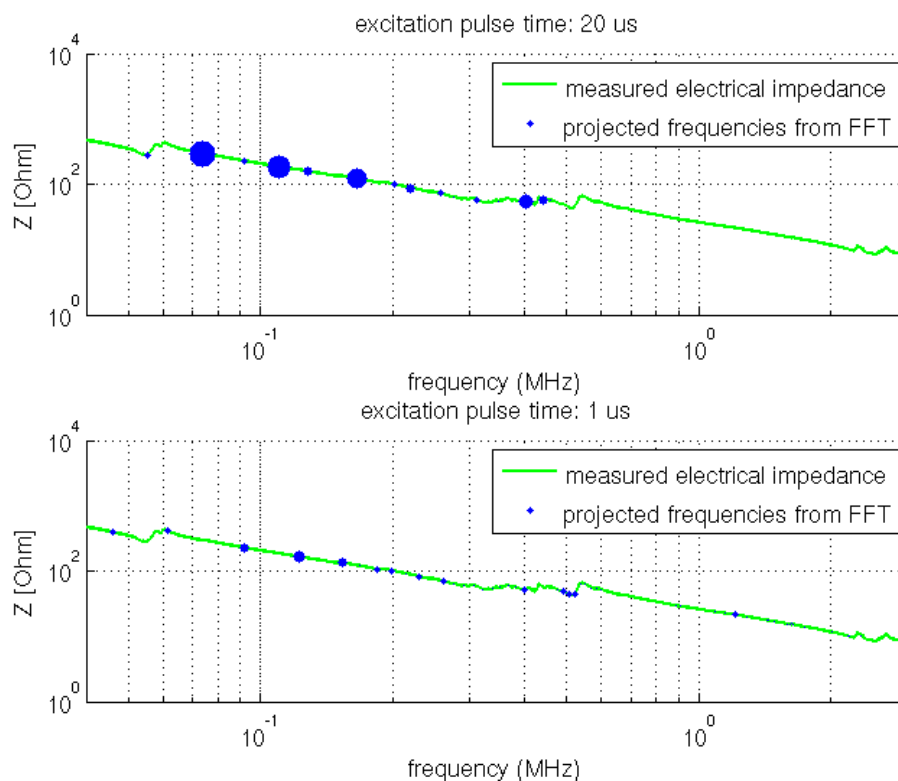 excitation pulse time: 20 us
10^4
measured electrical impedance
projected frequencies from FFT
10^2
Z [Ohm]
10^0
10^-1
10^0
frequency (MHz)
excitation pulse time: 1 us
10^4
measured electrical impedance
projected frequencies from FFT
10^2
Z [Ohm]
10^0
10^-1
10^0
frequency (MHz)